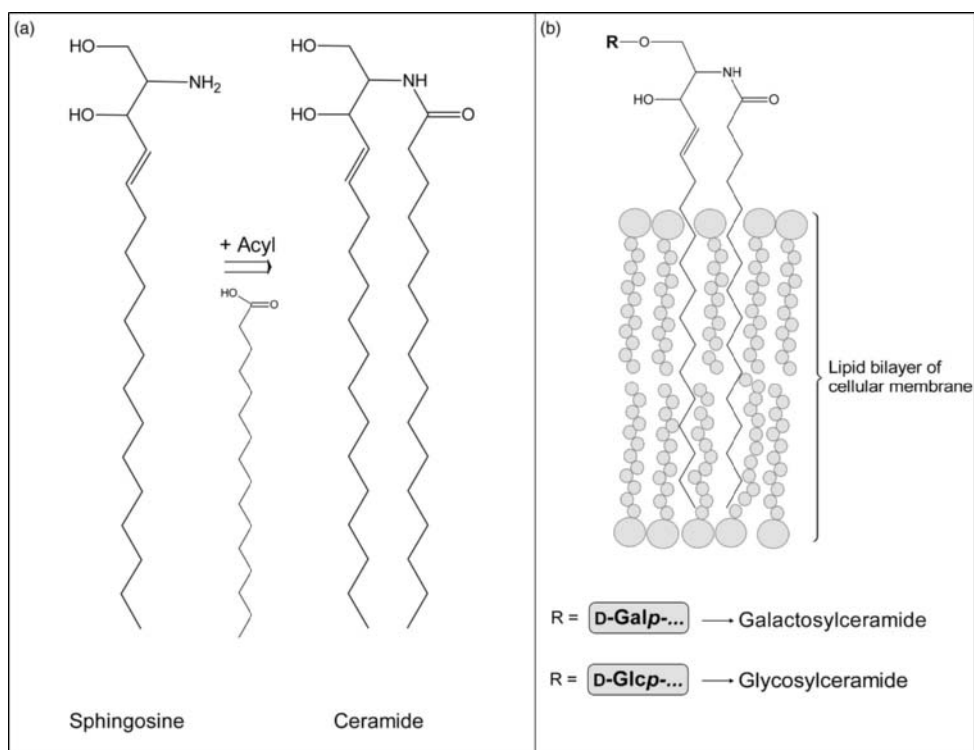 (a)
HO
NH₂
HO
+ Acyl
HO
O
Sphingosine
HO
NH
HO
O
Ceramide
(b)
R—O
NH
HO
O
Lipid bilayer of
cellular membrane
R = D-Galp-... → Galactosylceramide
R = D-Glcp-... → Glycosylceramide